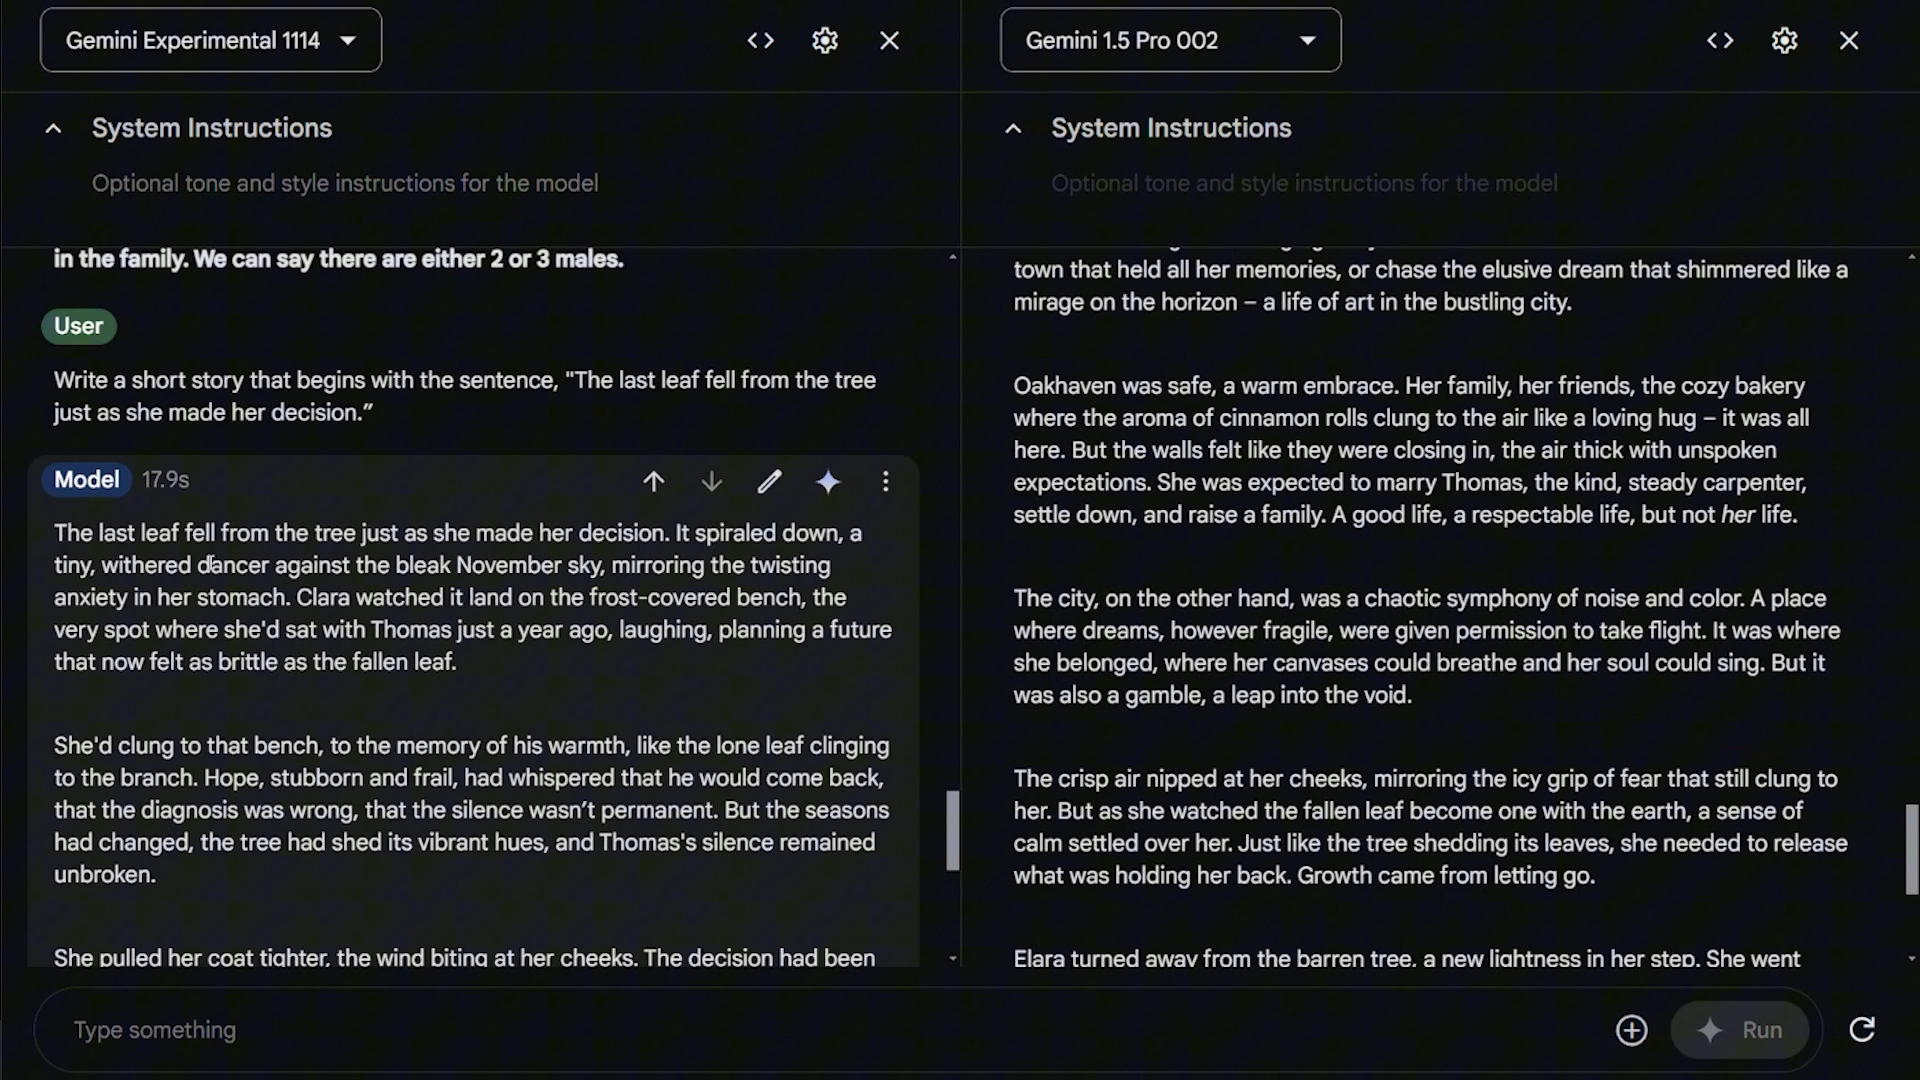 Gemini Experimental 1114
System Instructions
Optional tone and style instructions for the model
in the family. We can say there are either 2 or 3 males.
User
Write a short story that begins with the sentence, "The last leaf fell from the tree
just as she made her decision.”
Model 17.9s
The last leaf fell from the tree just as she made her decision. It spiraled down, a
tiny, withered dancer against the bleak November sky, mirroring the twisting
anxiety in her stomach. Clara watched it land on the frost-covered bench, the
very spot where she'd sat with Thomas just a year ago, laughing, planning a future
that now felt as brittle as the fallen leaf.
She'd clung to that bench, to the memory of his warmth, like the lone leaf clinging
to the branch. Hope, stubborn and frail, had whispered that he would come back,
that the diagnosis was wrong, that the silence wasn’t permanent. But the seasons
had changed, the tree had shed its vibrant hues, and Thomas's silence remained
unbroken.
She pulled her coat tighter, the wind biting at her cheeks. The decision had been
Gemini 1.5 Pro 002
System Instructions
Optional tone and style instructions for the model
town that held all her memories, or chase the elusive dream that shimmered like a
mirage on the horizon – a life of art in the bustling city.
Oakhaven was safe, a warm embrace. Her family, her friends, the cozy bakery
where the aroma of cinnamon rolls clung to the air like a loving hug – it was all
here. But the walls felt like they were closing in, the air thick with unspoken
expectations. She was expected to marry Thomas, the kind, steady carpenter,
settle down, and raise a family. A good life, a respectable life, but not her life.
The city, on the other hand, was a chaotic symphony of noise and color. A place
where dreams, however fragile, were given permission to take flight. It was where
she belonged, where her canvases could breathe and her soul could sing. But it
was also a gamble, a leap into the void.
The crisp air nipped at her cheeks, mirroring the icy grip of fear that still clung to
her. But as she watched the fallen leaf become one with the earth, a sense of
calm settled over her. Just like the tree shedding its leaves, she needed to release
what was holding her back. Growth came from letting go.
Elara turned away from the barren tree, a new lightness in her step. She went
Type something
Run